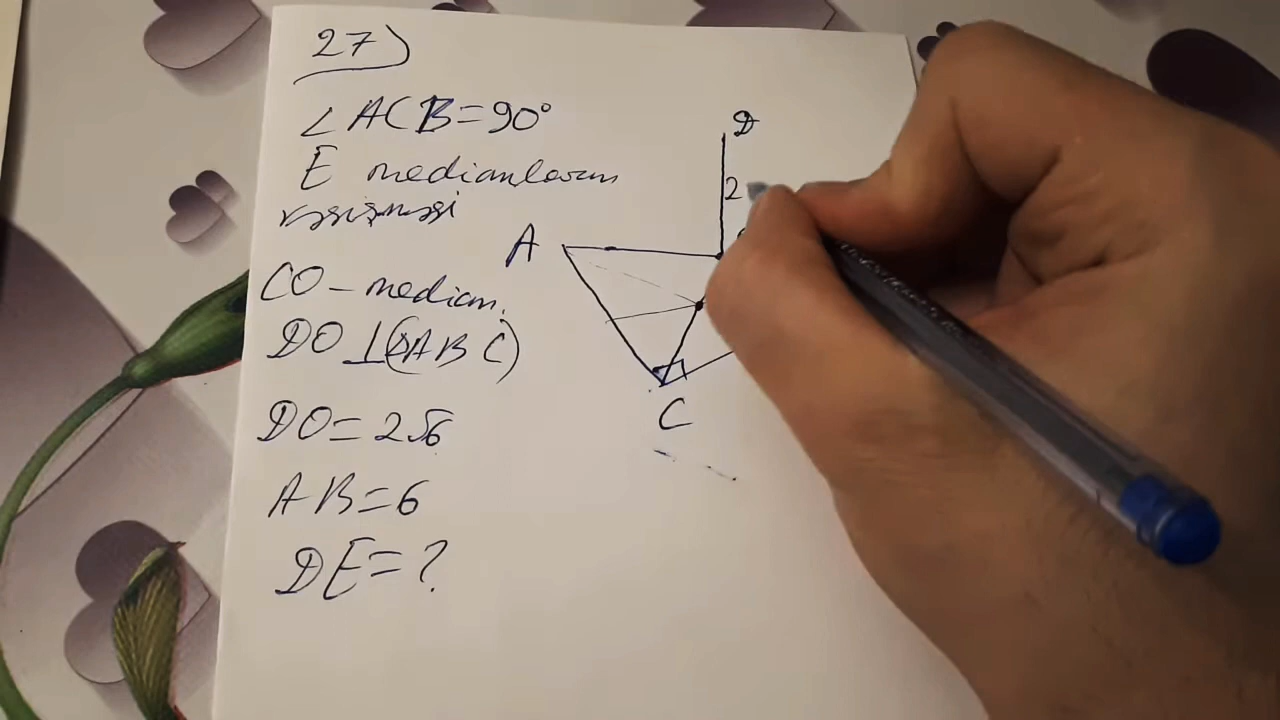 27)
∠ACB=90°
E medianların
kəsişməsi
CO-median.
DO⊥(△ABC)
DO=2√6
AB=6
DE=?
D
2
A
C